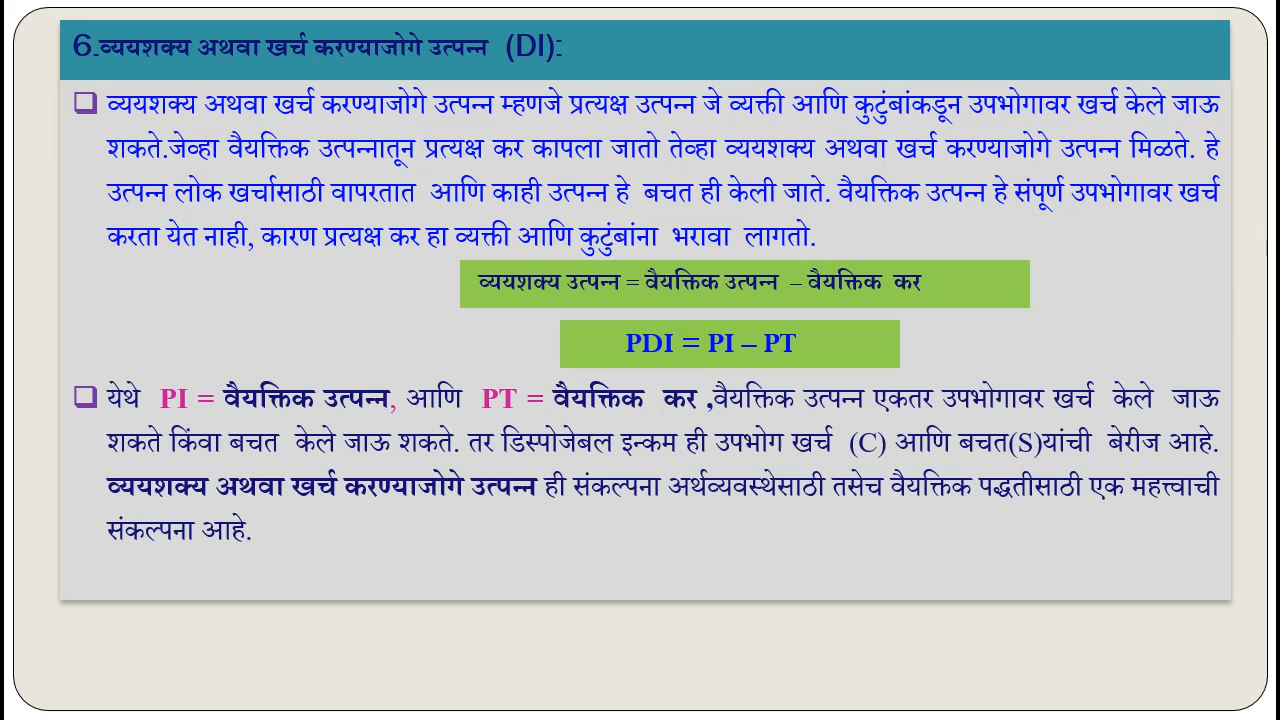 6.व्ययशक्य अथवा खर्च करण्याजोगे उत्पन्न (DI):
व्ययशक्य अथवा खर्च करण्याजोगे उत्पन्न म्हणजे प्रत्यक्ष उत्पन्न जे व्यक्ती आणि कुटुंबांकडून उपभोगावर खर्च केले जाऊ
शकते.जेव्हा वैयक्तिक उत्पन्नातून प्रत्यक्ष कर कापला जातो तेव्हा व्ययशक्य अथवा खर्च करण्याजोगे उत्पन्न मिळते. हे
उत्पन्न लोक खर्चासाठी वापरतात आणि काही उत्पन्न हे बचत ही केली जाते. वैयक्तिक उत्पन्न हे संपूर्ण उपभोगावर खर्च
करता येत नाही, कारण प्रत्यक्ष कर हा व्यक्ती आणि कुटुंबांना भरावा लागतो.
व्ययशक्य उत्पन्न = वैयक्तिक उत्पन्न – वैयक्तिक कर
PDI = PI – PT
येथे PI = वैयक्तिक उत्पन्न, आणि PT = वैयक्तिक कर ,वैयक्तिक उत्पन्न एकतर उपभोगावर खर्च केले जाऊ
शकते किंवा बचत केले जाऊ शकते. तर डिस्पोजेबल इन्कम ही उपभोग खर्च (C) आणि बचत(S)यांची बेरीज आहे.
व्ययशक्य अथवा खर्च करण्याजोगे उत्पन्न ही संकल्पना अर्थव्यवस्थेसाठी तसेच वैयक्तिक पद्धतीसाठी एक महत्त्वाची
संकल्पना आहे.